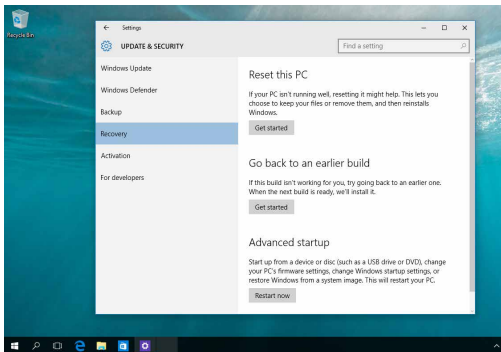 Recycle Bin
Settings
UPDATE & SECURITY
Find a setting
Windows Update
Windows Defender
Backup
Recovery
Activation
For developers
Reset this PC
If your PC isn't running well, resetting it might help. This lets you
choose to keep your files or remove them, and then reinstalls
Windows.
Get started
Go back to an earlier build
If this build isn't working for you, try going back to an earlier one.
When the next build is ready, we'll install it.
Get started
Advanced startup
Start up from a device or disc (such as a USB drive or DVD), change
your PC's firmware settings, change Windows startup settings, or
restore Windows from a system image. This will restart your PC.
Restart now